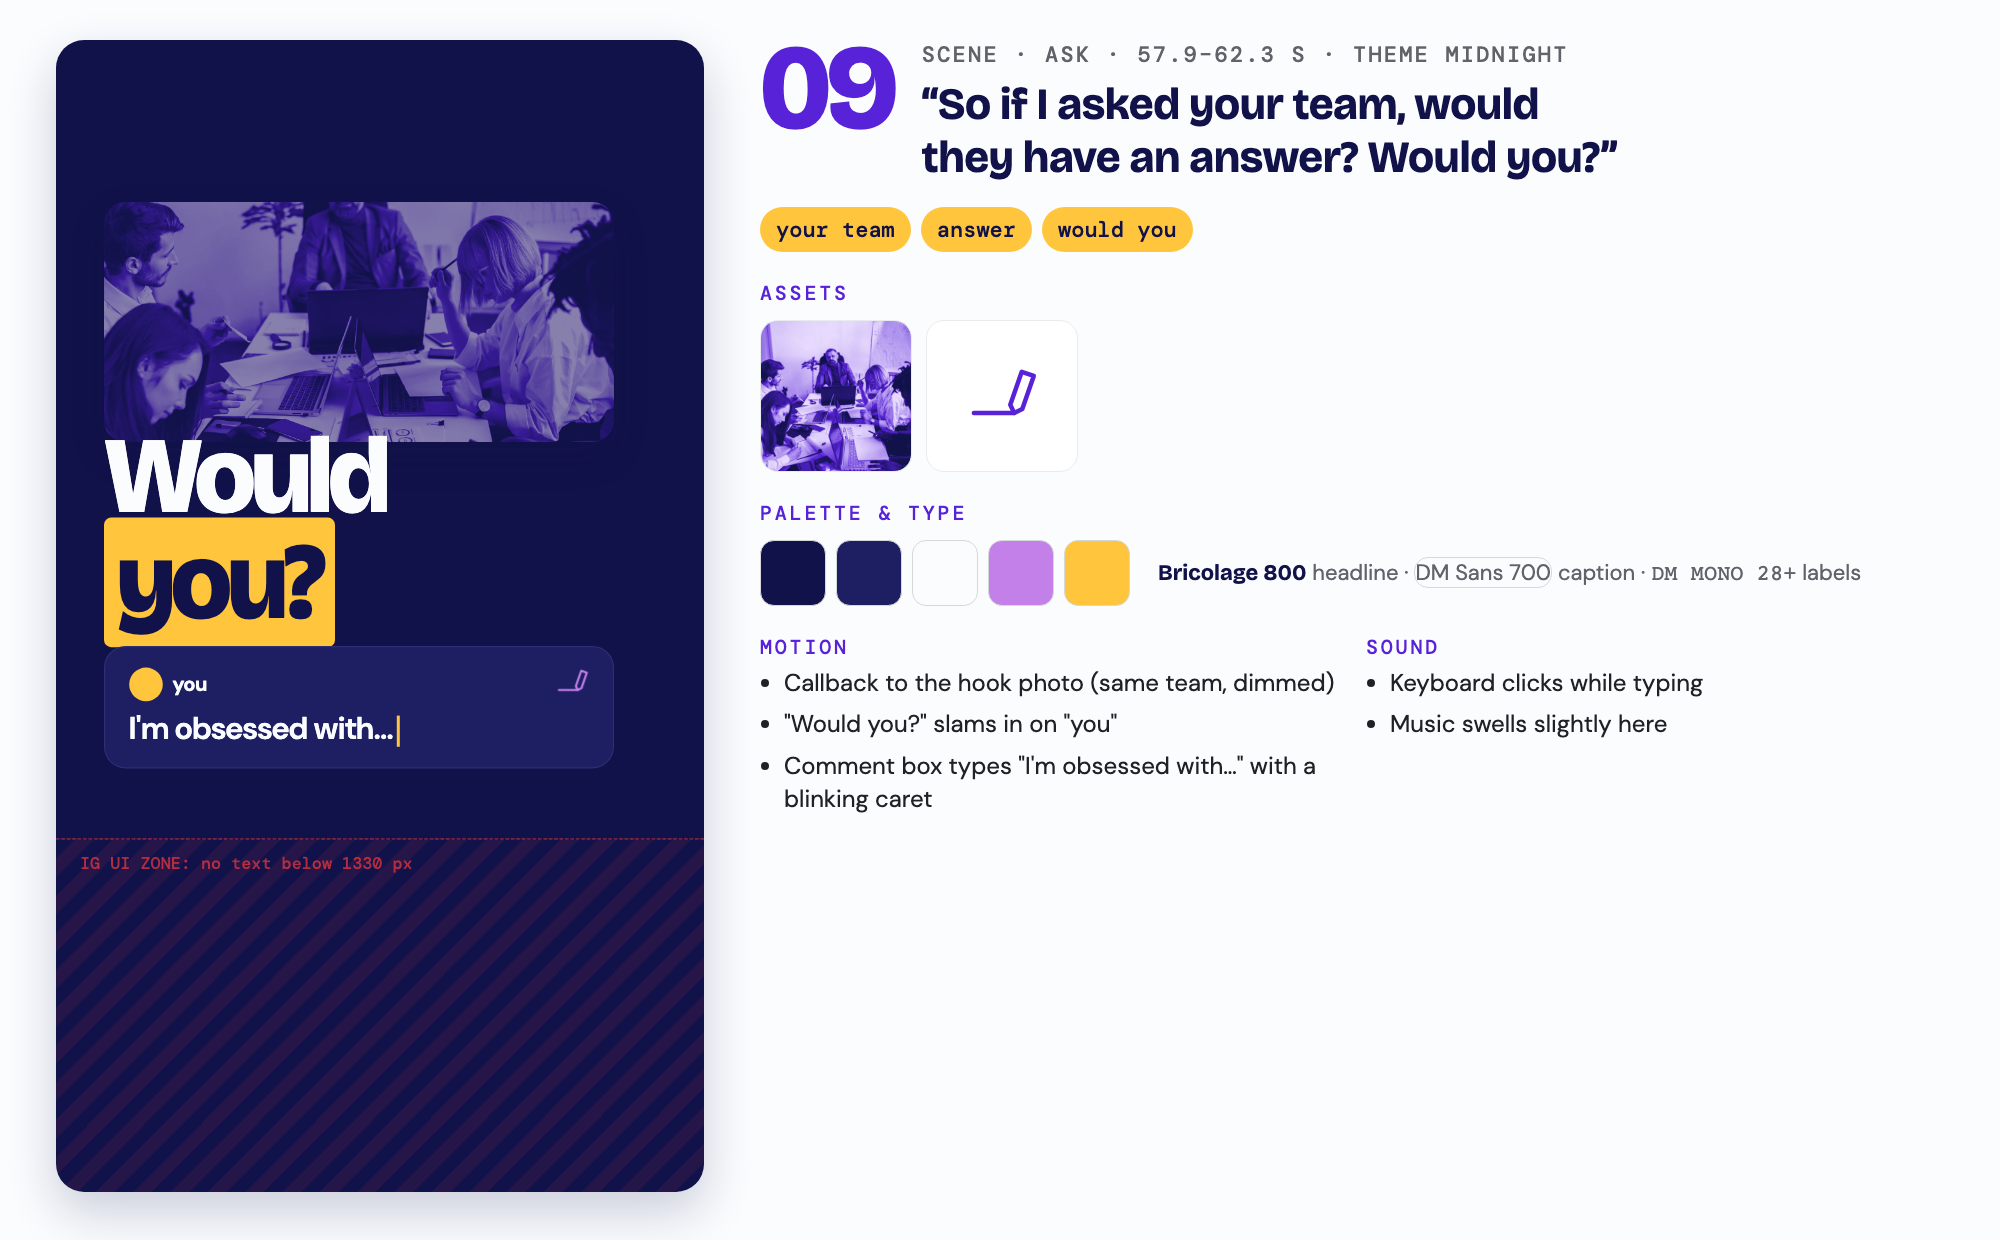 Would
you?
you
I'm obsessed with...
IG UI ZONE: no text below 1330 px
09
SCENE · ASK · 57.9–62.3 S · THEME MIDNIGHT
“So if I asked your team, would
they have an answer? Would you?”
your team
answer
would you
ASSETS
PALETTE & TYPE
Bricolage 800 headline · DM Sans 700 caption · DM MONO 28+ labels
MOTION
Callback to the hook photo (same team, dimmed)
"Would you?" slams in on "you"
Comment box types "I'm obsessed with..." with a
blinking caret
SOUND
Keyboard clicks while typing
Music swells slightly here